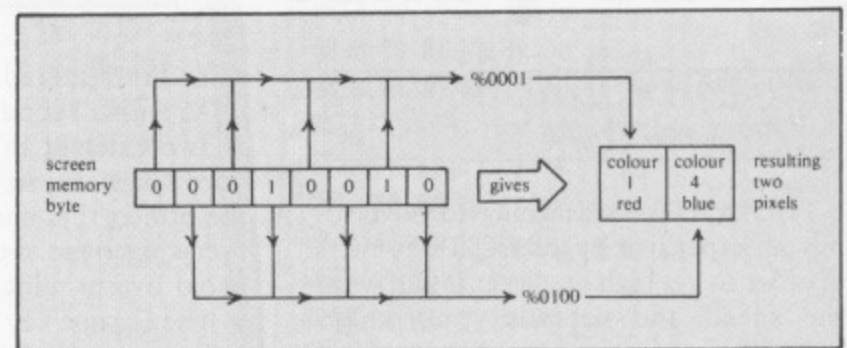 %0001
screen
memory
byte
0 0 0 1 0 0 1 0
gives
colour
1
red
colour
4
blue
resulting
two
pixels
%0100